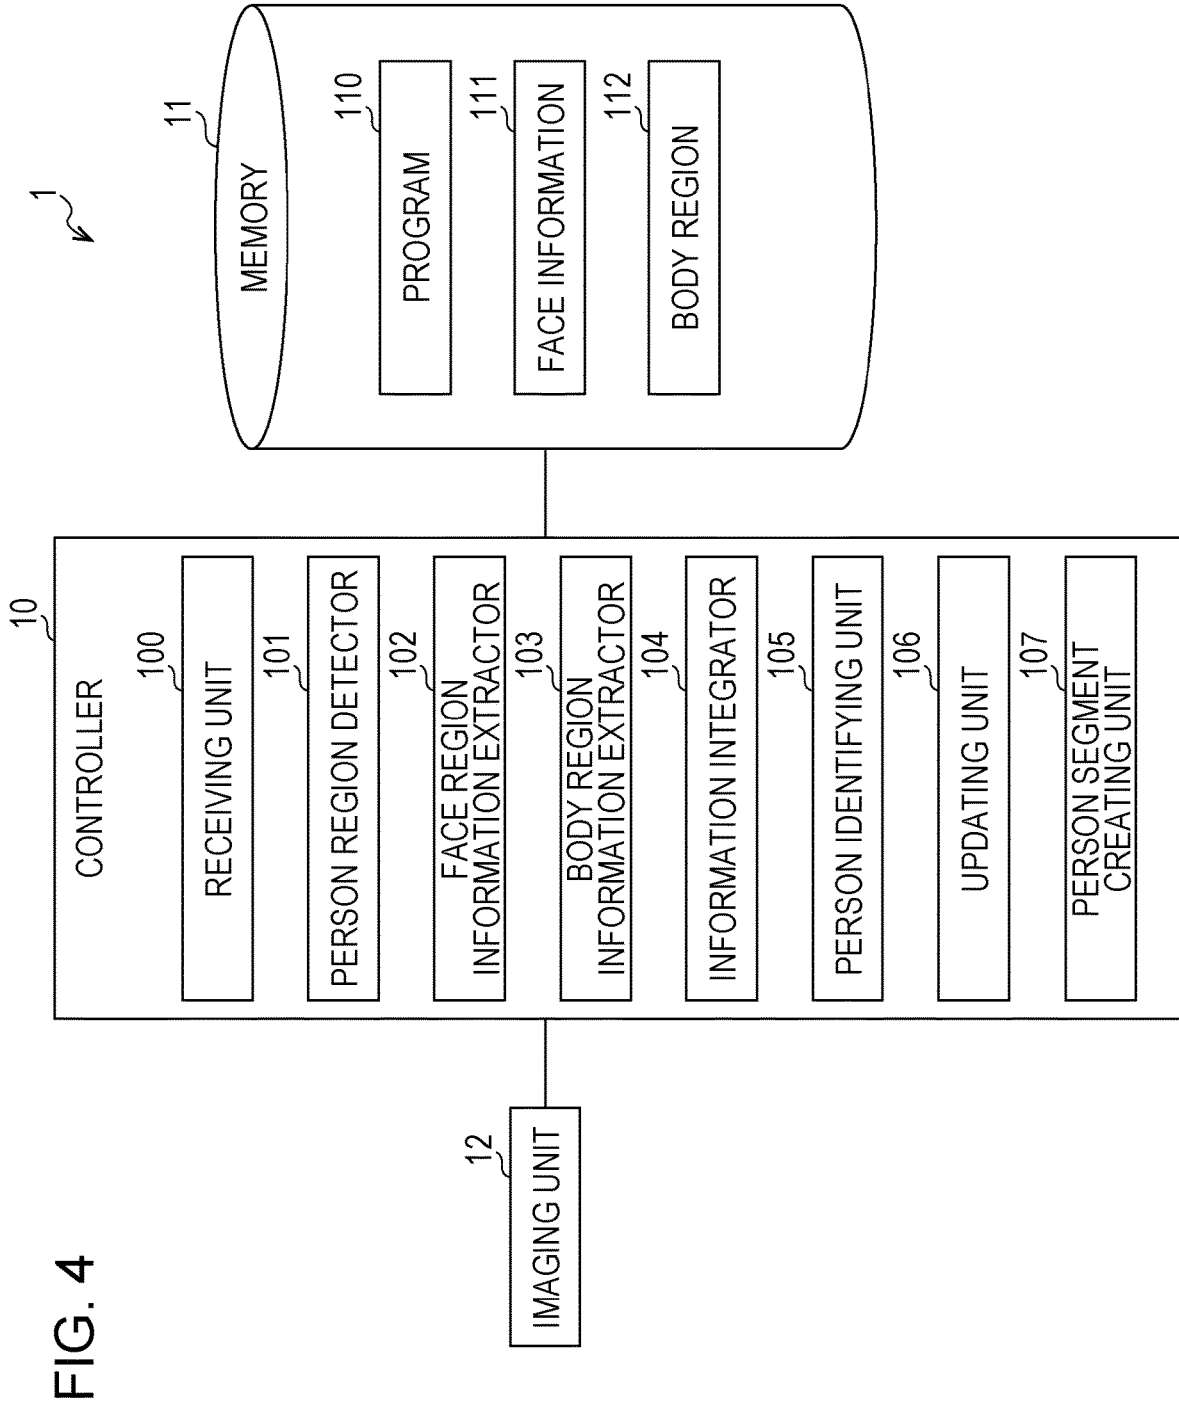 FIG. 4
1
12
IMAGING UNIT
10
CONTROLLER
100
RECEIVING UNIT
101
PERSON REGION DETECTOR
102
FACE REGION
INFORMATION EXTRACTOR
103
BODY REGION
INFORMATION EXTRACTOR
104
INFORMATION INTEGRATOR
105
PERSON IDENTIFYING UNIT
106
UPDATING UNIT
107
PERSON SEGMENT
CREATING UNIT
11
MEMORY
110
PROGRAM
111
FACE INFORMATION
112
BODY REGION